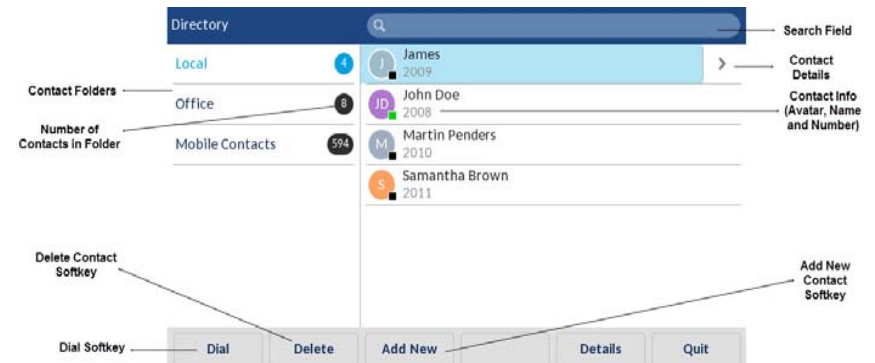 Directory
Search Field
Local
4
J
James
2009
Contact
Details
Contact Folders
Office
8
JD
John Doe
2008
Contact Info
(Avatar, Name
and Number)
Number of
Contacts in Folder
Mobile Contacts
594
M
Martin Penders
2010
S
Samantha Brown
2011
Delete Contact
Softkey
Add New
Contact
Softkey
Dial Softkey
Dial
Delete
Add New
Details
Quit